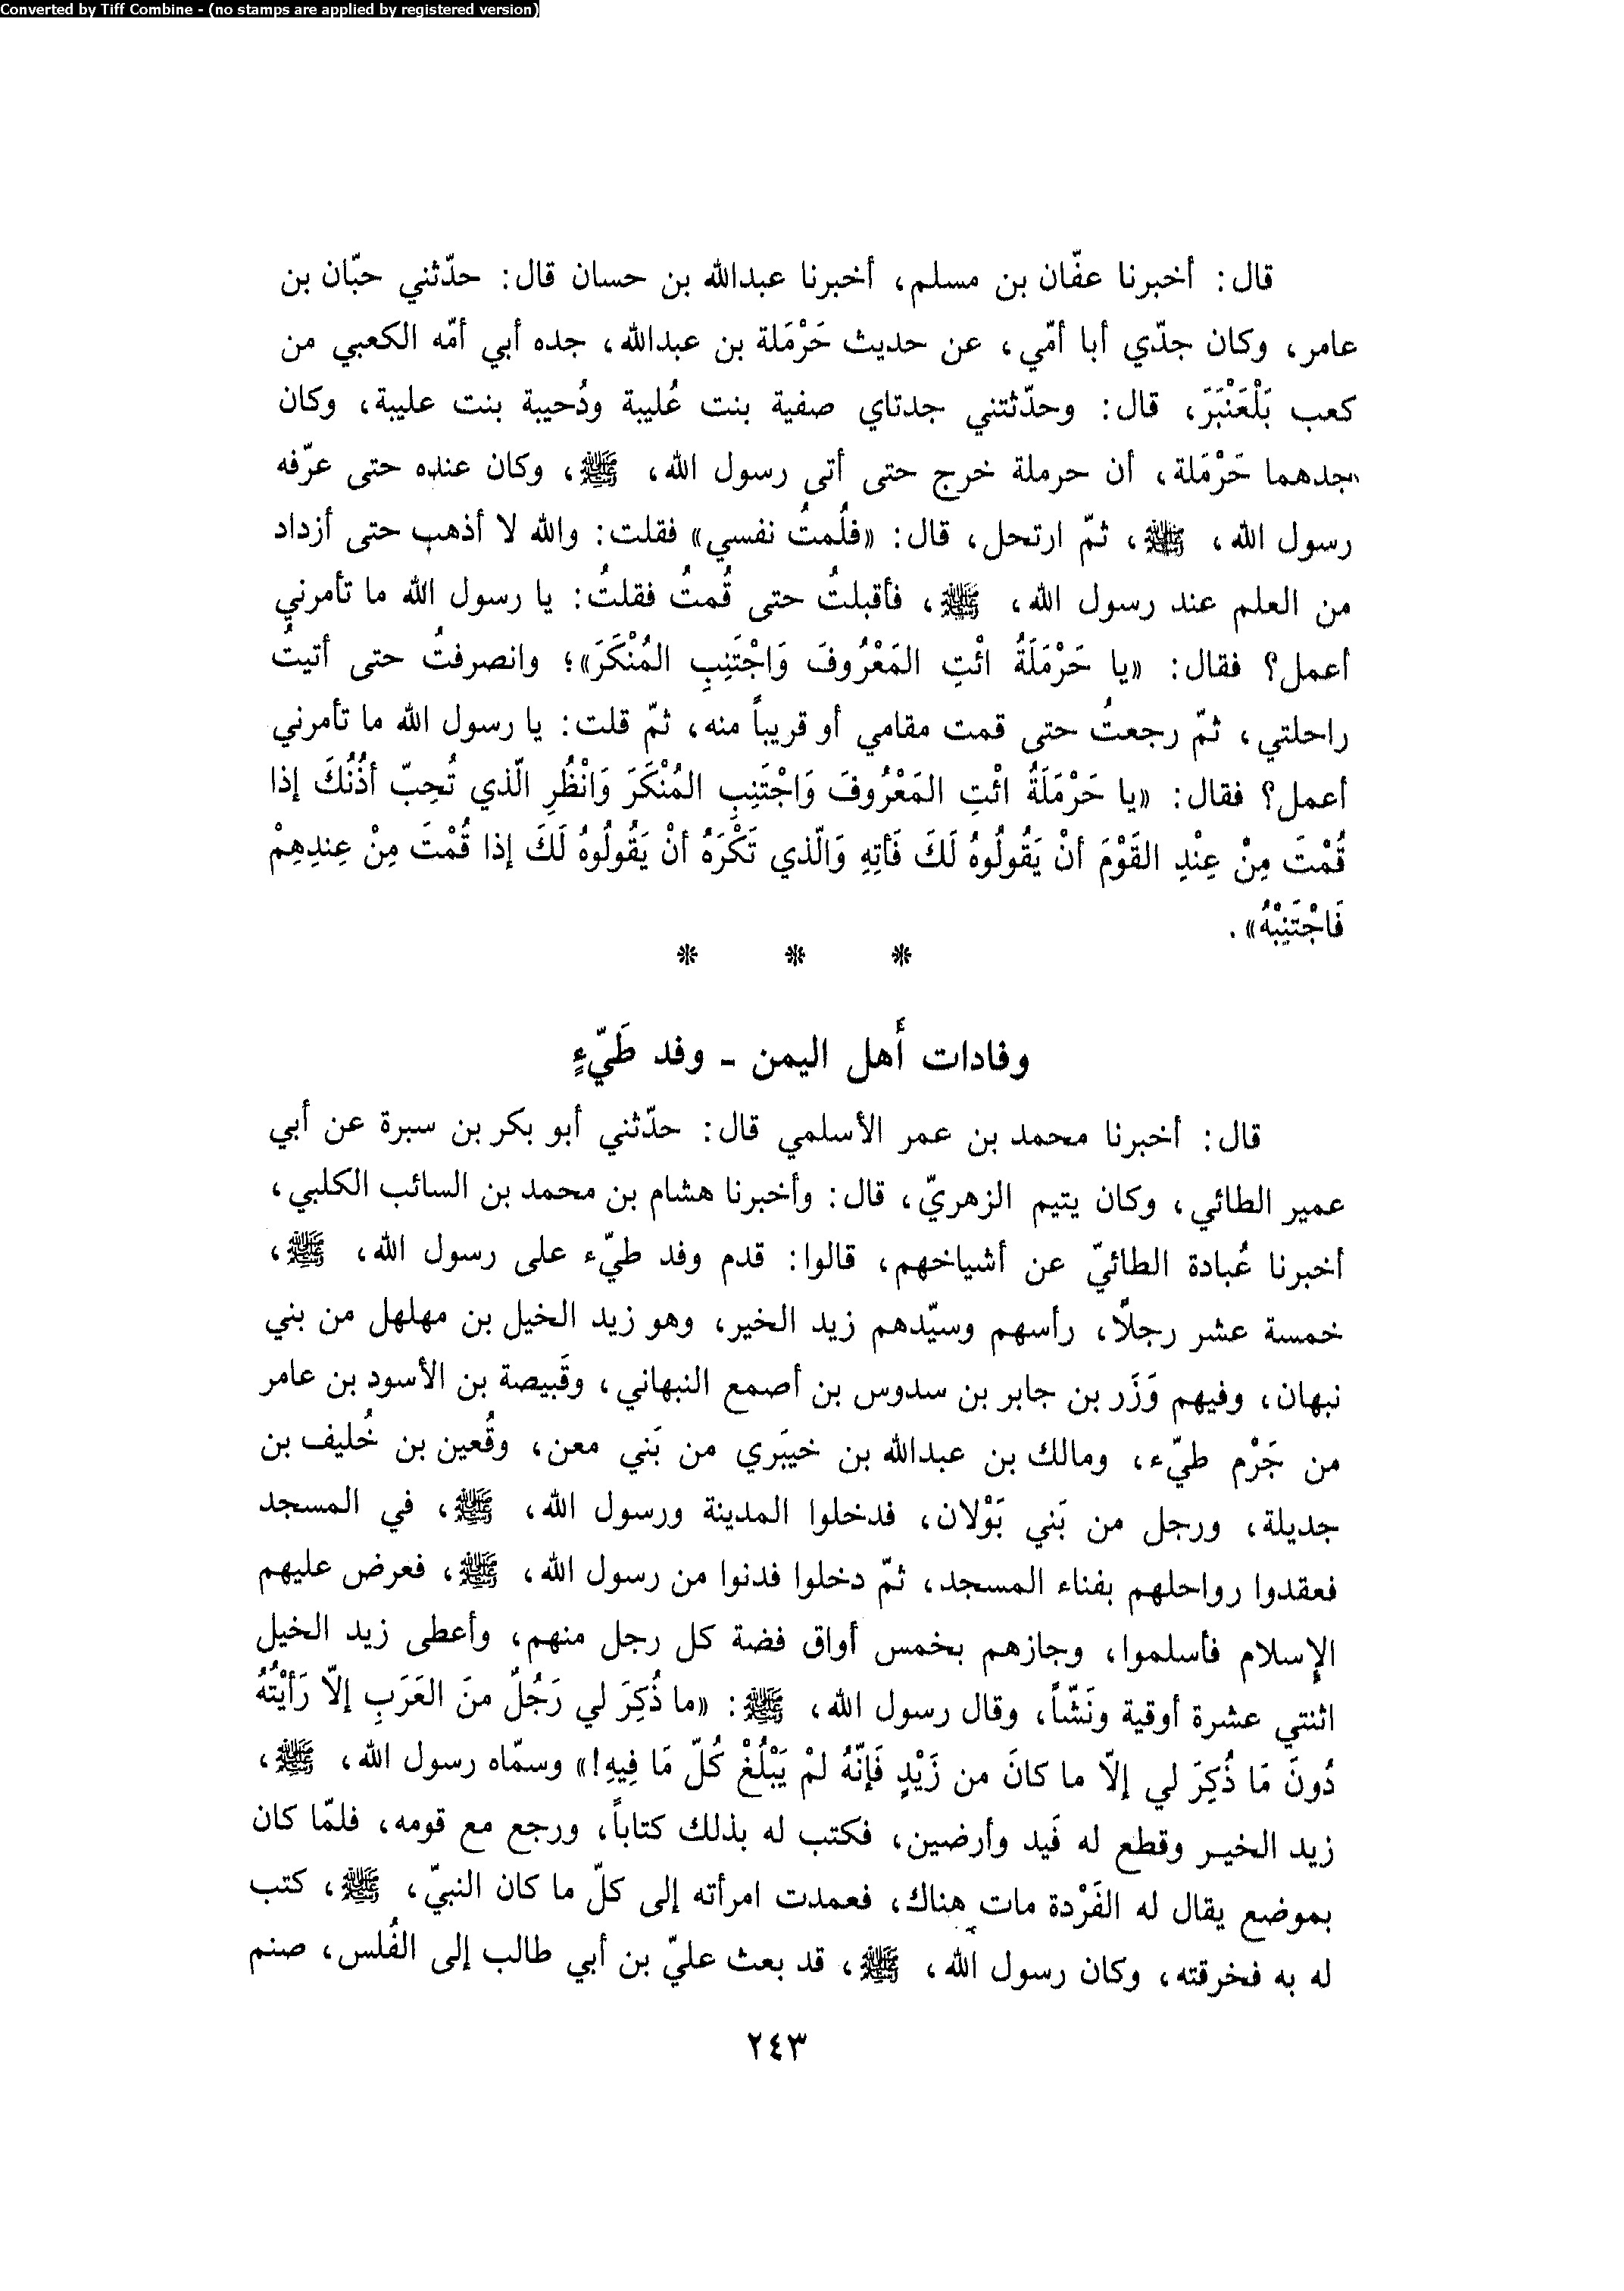 Converted by Tiff Combine - (no stamps are applied by registered version)
قال: أخبرنا عفّان بن مسلم، أخبرنا عبدالله بن حسان قال: حدّثني حبّان بن
عامر، وكان جدّي أبا أمّي، عن حديث حَرْمَلة بن عبدالله، جده أبي أمّه الكعبي من
كعب بَلْعَنْبَرَ، قال: وحدّثتني جدتاي صفية بنت عُليبة ودُحيبة بنت عليبة، وكان
جدهما حَرْمَلة، أن حرملة خرج حتى أتى رسول الله، ﷺ، وكان عنده حتى عرّفه
رسول الله، ﷺ، ثمّ ارتحل، قال: «فلُمتُ نفسي» فقلت: والله لا أذهب حتى أزداد
من العلم عند رسول الله، ﷺ، فأقبلتُ حتى قُمتُ فقلتُ: يا رسول الله ما تأمرني
أعمل؟ فقال: «يا حَرْمَلَةُ ائْتِ المَعْرُوفَ وَاجْتَنِبِ المُنْكَرَ»؛ وانصرفتُ حتى أتيتُ
راحلتي، ثمّ رجعتُ حتى قمت مقامي أو قريباً منه، ثمّ قلت: يا رسول الله ما تأمرني
أعمل؟ فقال: «يا حَرْمَلَةُ ائْتِ المَعْرُوفَ وَاجْتَنِبِ المُنْكَرَ وَانْظُرِ الّذي تُحِبّ أذُنُكَ إذا
قُمْتَ مِنْ عِنْدِ القَوْمَ أنْ يَقُولُوهُ لَكَ فَأتِهِ وَالّذي تَكْرَهُ أنْ يَقُولُوهُ لَكَ إذا قُمْتَ مِنْ عِندِهِمْ
فَاجْتَنِبْهُ».
* * *
وفادات أَهل اليمن - وفد طَيّءٍ
قال: أخبرنا محمد بن عمر الأسلمي قال: حدّثني أبو بكر بن سبرة عن أبي
عمير الطائي، وكان يتيم الزهريّ، قال: وأخبرنا هشام بن محمد بن السائب الكلبي،
أخبرنا عُبادة الطائيّ عن أشياخهم، قالوا: قدم وفد طيّء على رسول الله، ﷺ،
خمسة عشر رجلًا، رأسهم وسيّدهم زيد الخير، وهو زيد الخيل بن مهلهل من بني
نبهان، وفيهم وَزَر بن جابر بن سدوس بن أصمع النبهاني، وقَبيصة بن الأسود بن عامر
من جَرْم طيّء، ومالك بن عبدالله بن خيبَري من بَني معن، وقُعين بن خُليف بن
جديلة، ورجل من بَني بَوْلان، فدخلوا المدينة ورسول الله، ﷺ، في المسجد
فعقدوا رواحلهم بفناء المسجد، ثمّ دخلوا فدنوا من رسول الله، ﷺ، فعرض عليهم
الإسلام فأسلموا، وجازهم بخمس أواق فضة كل رجل منهم، وأعطى زيد الخيل
اثنتي عشرة أوقية ونَشّاً، وقال رسول الله، ﷺ: «ما ذُكِرَ لي رَجُلٌ منَ العَرَبِ إلّا رَأيْتُهُ
دُونَ مَا ذُكِرَ لي إلّا ما كانَ من زَيْدٍ فَإنّهُ لمْ يَبْلُغْ كُلّ مَا فِيهِ!» وسمّاه رسول الله، ﷺ،
زيد الخير وقطع له فَيد وأرضين، فكتب له بذلك كتاباً، ورجع مع قومه، فلمّا كان
بموضع يقال له الفَرْدة مات هناك، فعمدت امرأته إلى كلّ ما كان النبيّ، ﷺ، كتب
له به فخرقته، وكان رسول الله، ﷺ، قد بعث عليّ بن أبي طالب إلى الفُلس، صنم
٢٤٣